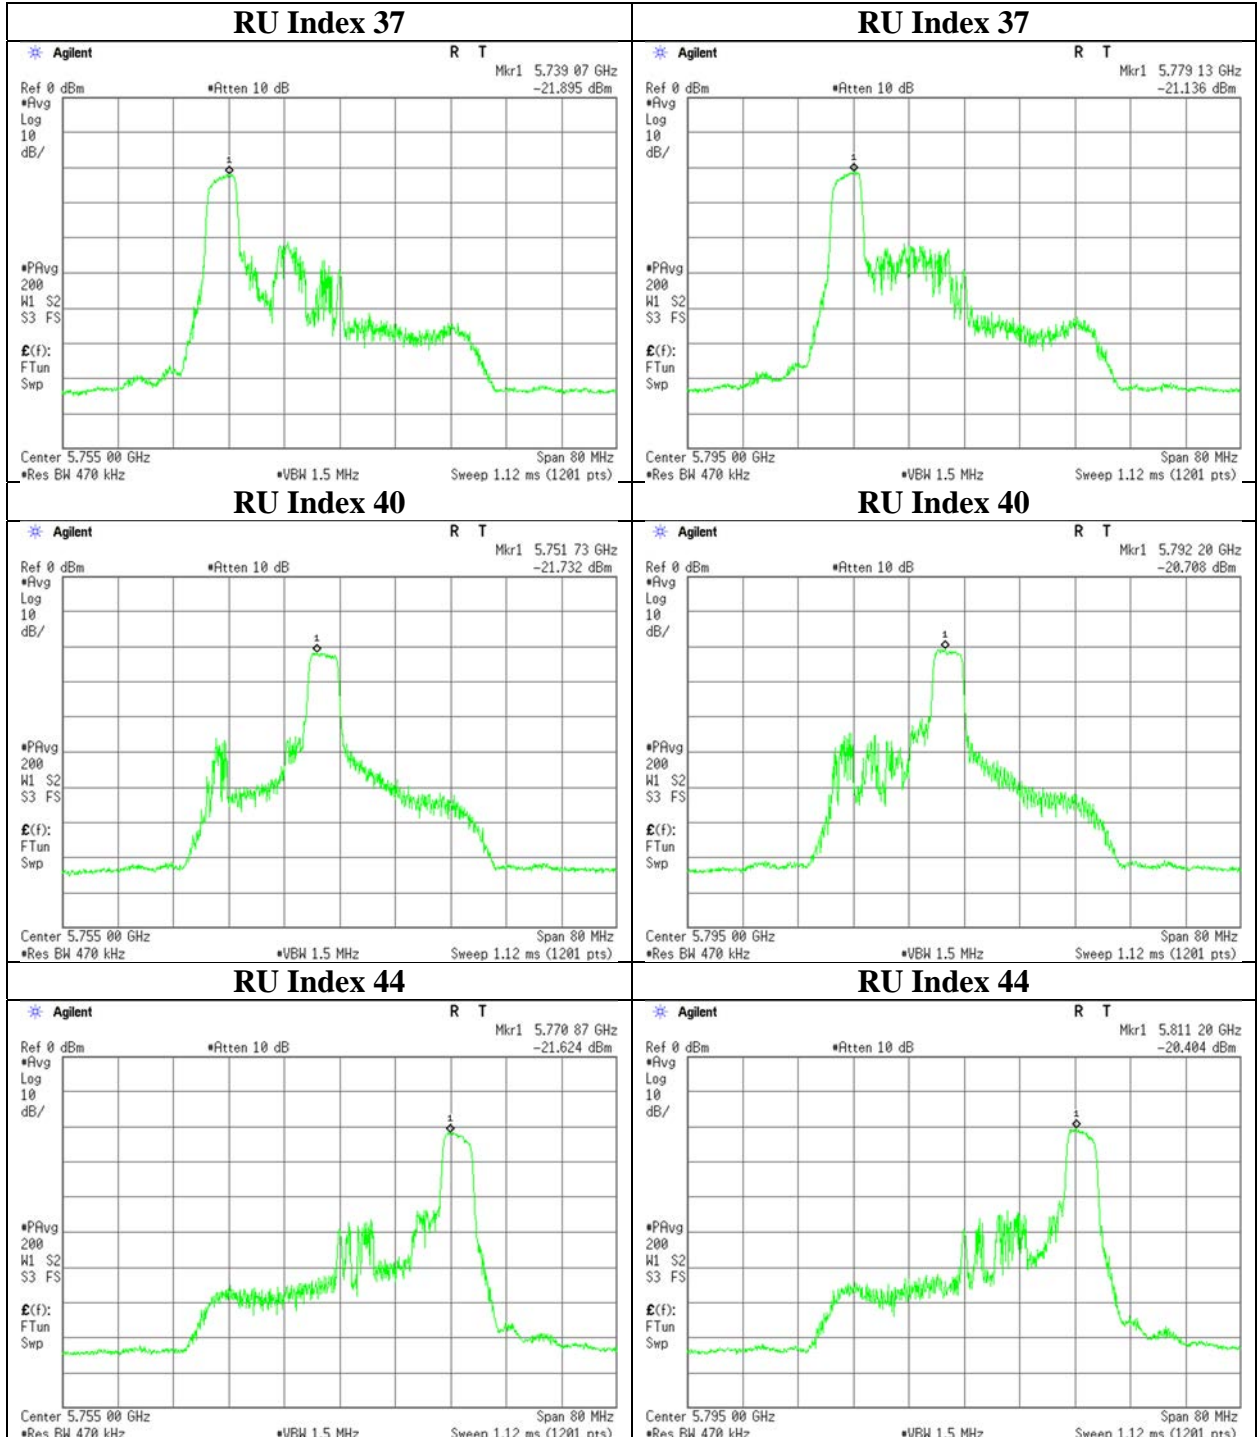 RU Index 37
Agilent
R T
Mkr1 5.739 07 GHz
Ref 0 dBm #Atten 10 dB -21.895 dBm
#Avg
Log
10
dB/
1
#PAvg
200
W1 S2
S3 FS
£(f):
FTun
Swp
Center 5.755 00 GHz Span 80 MHz
#Res BW 470 kHz #VBW 1.5 MHz Sweep 1.12 ms (1201 pts)
RU Index 37
Agilent
R T
Mkr1 5.779 13 GHz
Ref 0 dBm #Atten 10 dB -21.136 dBm
#Avg
Log
10
dB/
1
#PAvg
200
W1 S2
S3 FS
£(f):
FTun
Swp
Center 5.795 00 GHz Span 80 MHz
#Res BW 470 kHz #VBW 1.5 MHz Sweep 1.12 ms (1201 pts)
RU Index 40
Agilent
R T
Mkr1 5.751 73 GHz
Ref 0 dBm #Atten 10 dB -21.732 dBm
#Avg
Log
10
dB/
1
#PAvg
200
W1 S2
S3 FS
£(f):
FTun
Swp
Center 5.755 00 GHz Span 80 MHz
#Res BW 470 kHz #VBW 1.5 MHz Sweep 1.12 ms (1201 pts)
RU Index 40
Agilent
R T
Mkr1 5.792 20 GHz
Ref 0 dBm #Atten 10 dB -20.708 dBm
#Avg
Log
10
dB/
1
#PAvg
200
W1 S2
S3 FS
£(f):
FTun
Swp
Center 5.795 00 GHz Span 80 MHz
#Res BW 470 kHz #VBW 1.5 MHz Sweep 1.12 ms (1201 pts)
RU Index 44
Agilent
R T
Mkr1 5.770 87 GHz
Ref 0 dBm #Atten 10 dB -21.624 dBm
#Avg
Log
10
dB/
1
#PAvg
200
W1 S2
S3 FS
£(f):
FTun
Swp
Center 5.755 00 GHz Span 80 MHz
#Res BW 470 kHz #VBW 1.5 MHz Sweep 1.12 ms (1201 pts)
RU Index 44
Agilent
R T
Mkr1 5.811 20 GHz
Ref 0 dBm #Atten 10 dB -20.404 dBm
#Avg
Log
10
dB/
1
#PAvg
200
W1 S2
S3 FS
£(f):
FTun
Swp
Center 5.795 00 GHz Span 80 MHz
#Res BW 470 kHz #VBW 1.5 MHz Sweep 1.12 ms (1201 pts)